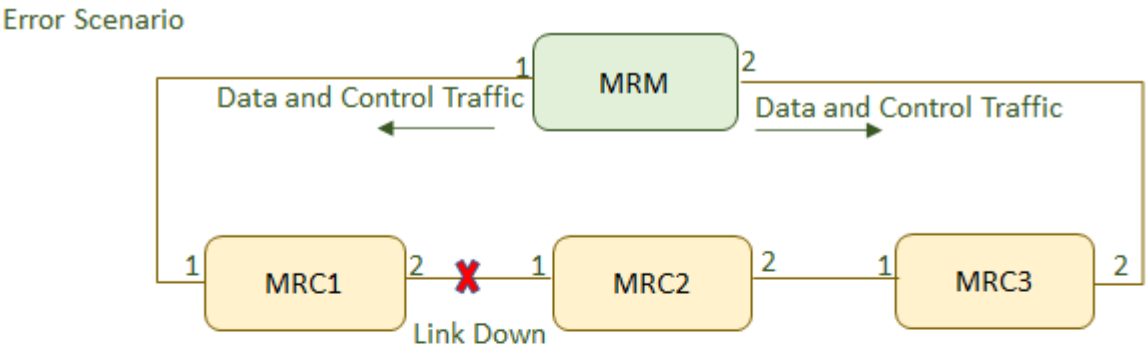 Error Scenario
1
MRM
2
Data and Control Traffic
Data and Control Traffic
1
MRC1
2
1
MRC2
2
1
MRC3
2
Link Down